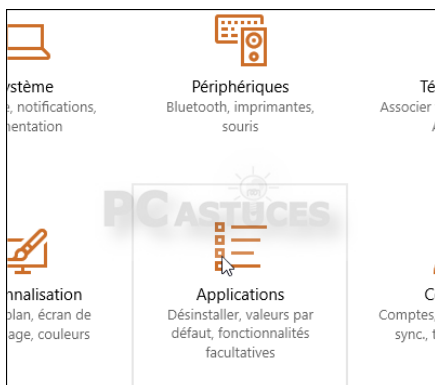 ystème
Périphériques
Té
, notifications,
mentation
Bluetooth, imprimantes,
souris
Associer
PC ASTUCES
nnalisation
Applications
plan, écran de
age, couleurs
Désinstaller, valeurs par
défaut, fonctionnalités
facultatives
Comptes,
sync.,